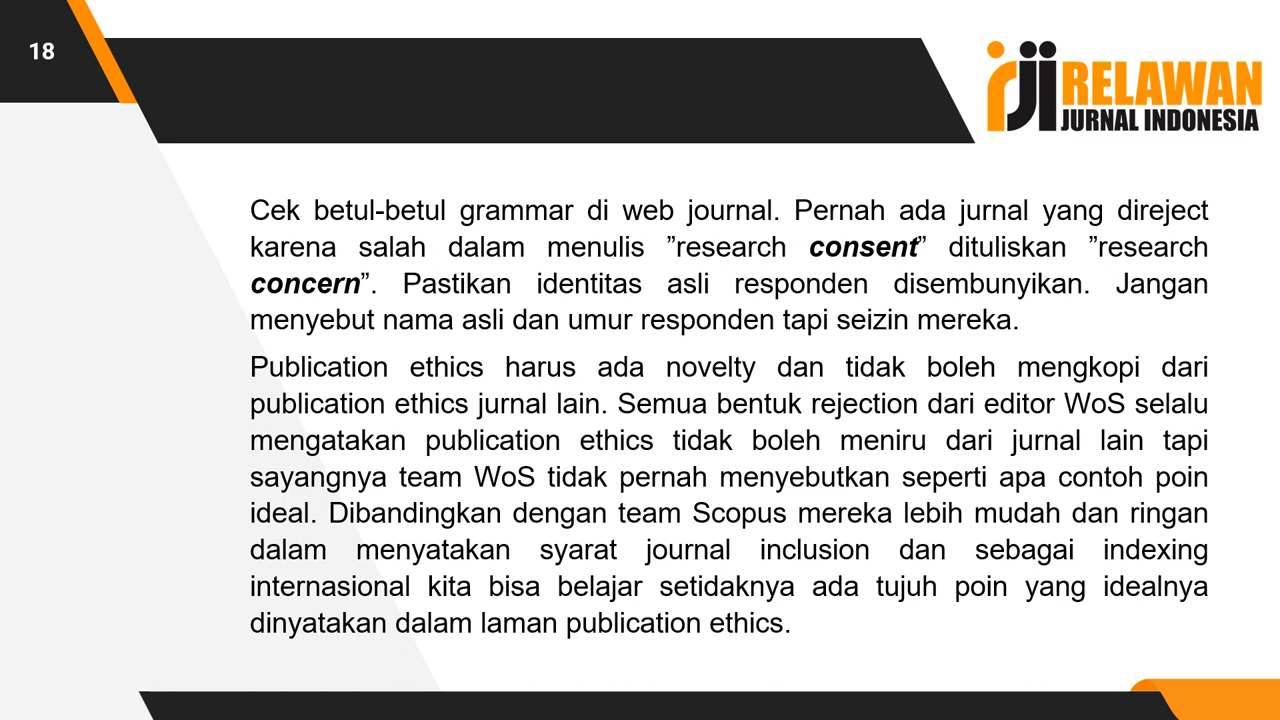 18
RELAWAN
JURNAL INDONESIA
Cek betul-betul grammar di web journal. Pernah ada jurnal yang direject
karena salah dalam menulis ”research consent” dituliskan ”research
concern”. Pastikan identitas asli responden disembunyikan. Jangan
menyebut nama asli dan umur responden tapi seizin mereka.
Publication ethics harus ada novelty dan tidak boleh mengkopi dari
publication ethics jurnal lain. Semua bentuk rejection dari editor WoS selalu
mengatakan publication ethics tidak boleh meniru dari jurnal lain tapi
sayangnya team WoS tidak pernah menyebutkan seperti apa contoh poin
ideal. Dibandingkan dengan team Scopus mereka lebih mudah dan ringan
dalam menyatakan syarat journal inclusion dan sebagai indexing
internasional kita bisa belajar setidaknya ada tujuh poin yang idealnya
dinyatakan dalam laman publication ethics.